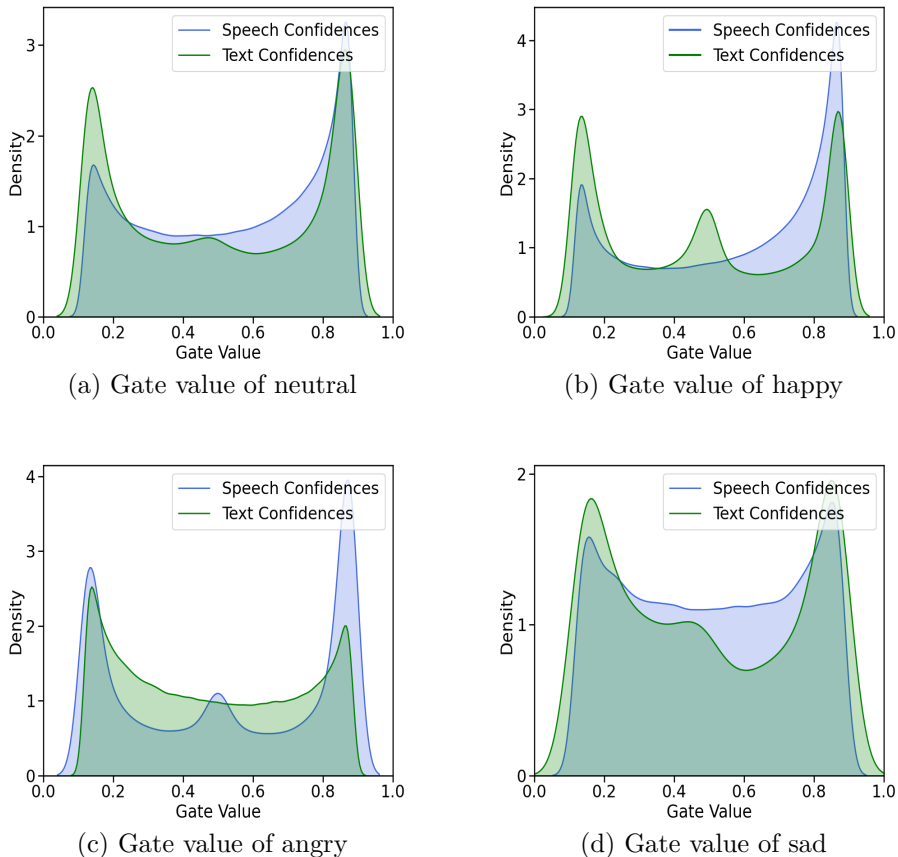 Speech Confidences
Text Confidences
Density
3
2
1
0
0.0 0.2 0.4 0.6 0.8 1.0
Gate Value
(a) Gate value of neutral
Speech Confidences
Text Confidences
Density
4
3
2
1
0
0.0 0.2 0.4 0.6 0.8 1.0
Gate Value
(b) Gate value of happy
Speech Confidences
Text Confidences
Density
4
3
2
1
0
0.0 0.2 0.4 0.6 0.8 1.0
Gate Value
(c) Gate value of angry
Speech Confidences
Text Confidences
Density
2
1
0
0.0 0.2 0.4 0.6 0.8 1.0
Gate Value
(d) Gate value of sad